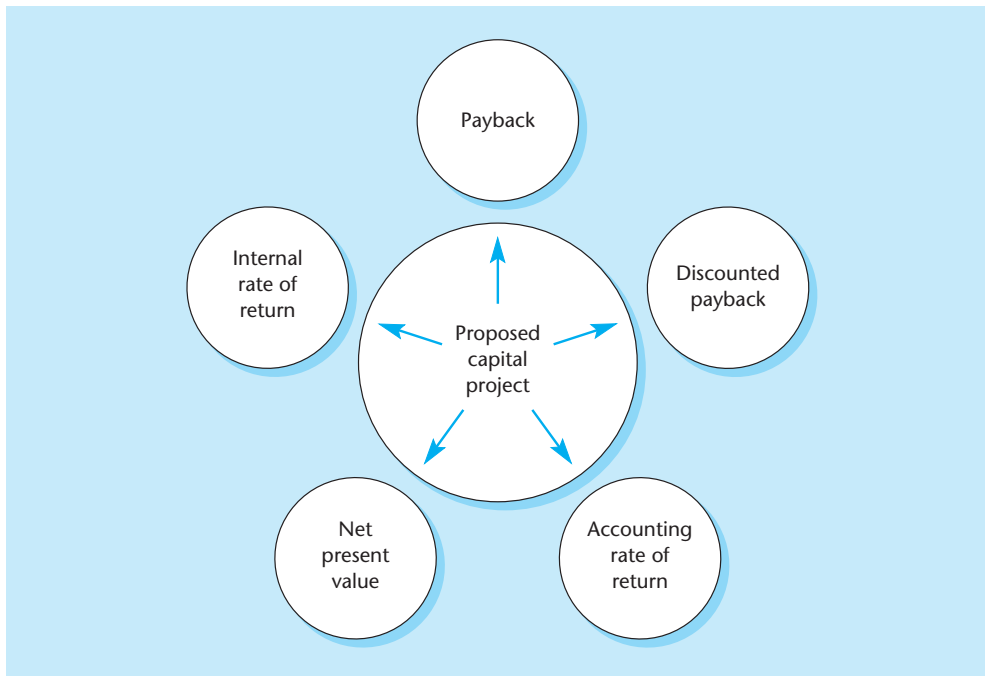 Payback
Discounted
payback
Accounting
rate of
return
Net
present
value
Internal
rate of
return
Proposed
capital
project